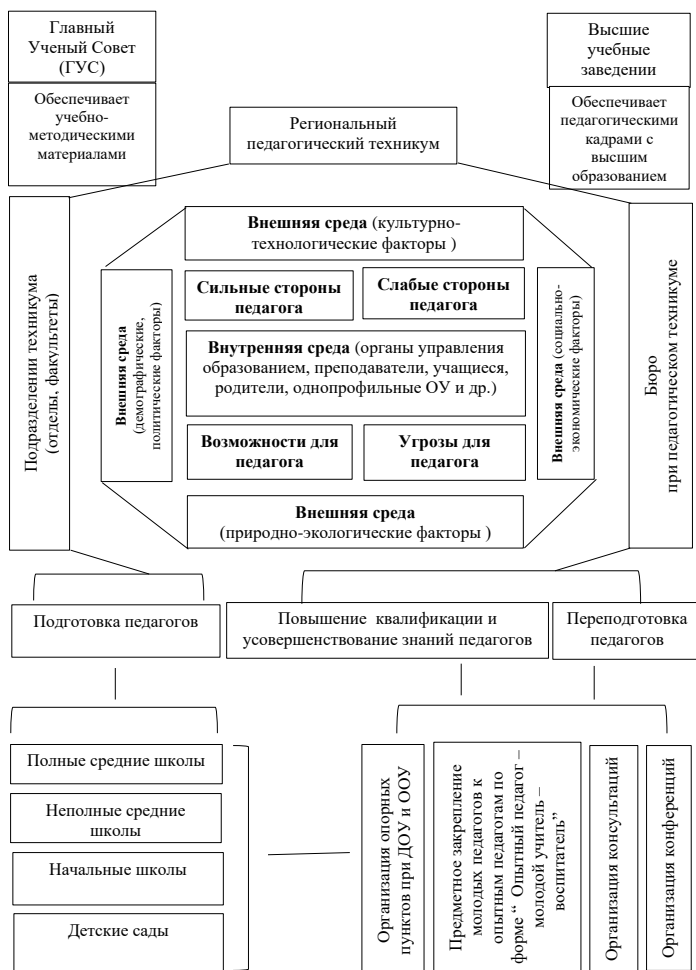 Главный
Ученый Совет
(ГУС)
Обеспечивает
учебно-
методическими
материалами
Высшие
учебные
заведении
Обеспечивает
педагогическими
кадрами с
высшим
образованием
Региональный
педагогический техникум
Подразделении техникума
(отделы, факультеты)
Внешняя среда (культурно-
технологические факторы )
Внешняя среда
(демографические,
политические факторы)
Сильные стороны
педагога
Слабые стороны
педагога
Внутренняя среда (органы управления
образованием, преподаватели, учащиеся,
родители, однопрофильные ОУ и др.)
Возможности для
педагога
Угрозы для
педагога
Внешняя среда (социально-
экономические факторы)
Внешняя среда
(природно-экологические факторы )
Бюро
при педагогическом техникуме
Подготовка педагогов
Повышение квалификации и
усовершенствование знаний педагогов
Переподготовка
педагогов
Полные средние школы
Неполные средние
школы
Начальные школы
Детские сады
Организация опорных
пунктов при ДОУ и ООУ
Предметное закрепление
молодых педагогов к
опытным педагогам по
форме “ Опытный педагог –
молодой учитель –
воспитатель”
Организация консультаций
Организация конференций